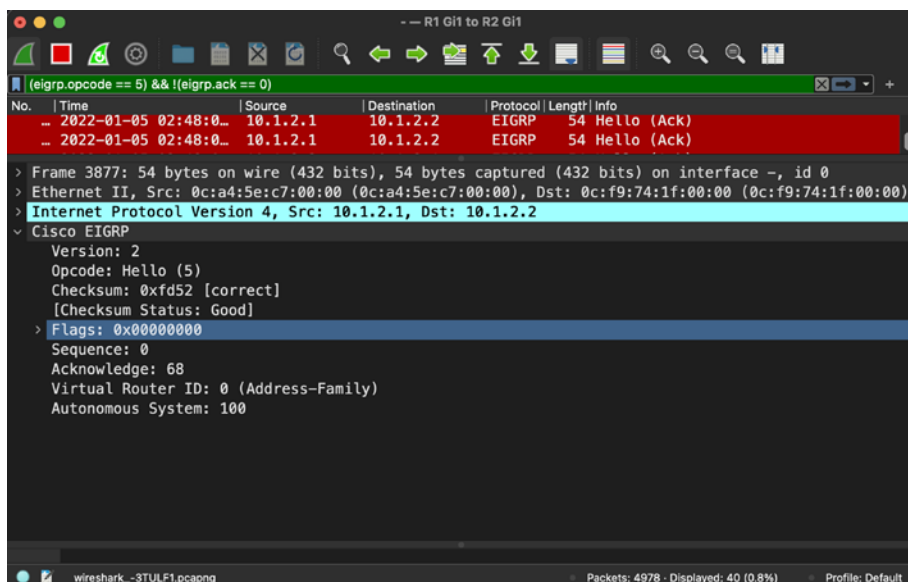 - — R1 Gi1 to R2 Gi1
(eigrp.opcode == 5) && !(eigrp.ack == 0)
No. Time Source Destination Protocol Length Info
… 2022-01-05 02:48:0… 10.1.2.1 10.1.2.2 EIGRP 54 Hello (Ack)
… 2022-01-05 02:48:0… 10.1.2.1 10.1.2.2 EIGRP 54 Hello (Ack)
Frame 3877: 54 bytes on wire (432 bits), 54 bytes captured (432 bits) on interface -, id 0
Ethernet II, Src: 0c:a4:5e:c7:00:00 (0c:a4:5e:c7:00:00), Dst: 0c:f9:74:1f:00:00 (0c:f9:74:1f:00:00)
Internet Protocol Version 4, Src: 10.1.2.1, Dst: 10.1.2.2
Cisco EIGRP
Version: 2
Opcode: Hello (5)
Checksum: 0xfd52 [correct]
[Checksum Status: Good]
Flags: 0x00000000
Sequence: 0
Acknowledge: 68
Virtual Router ID: 0 (Address-Family)
Autonomous System: 100
wireshark_-3TULF1.pcapng Packets: 4978 · Displayed: 40 (0.8%) Profile: Default